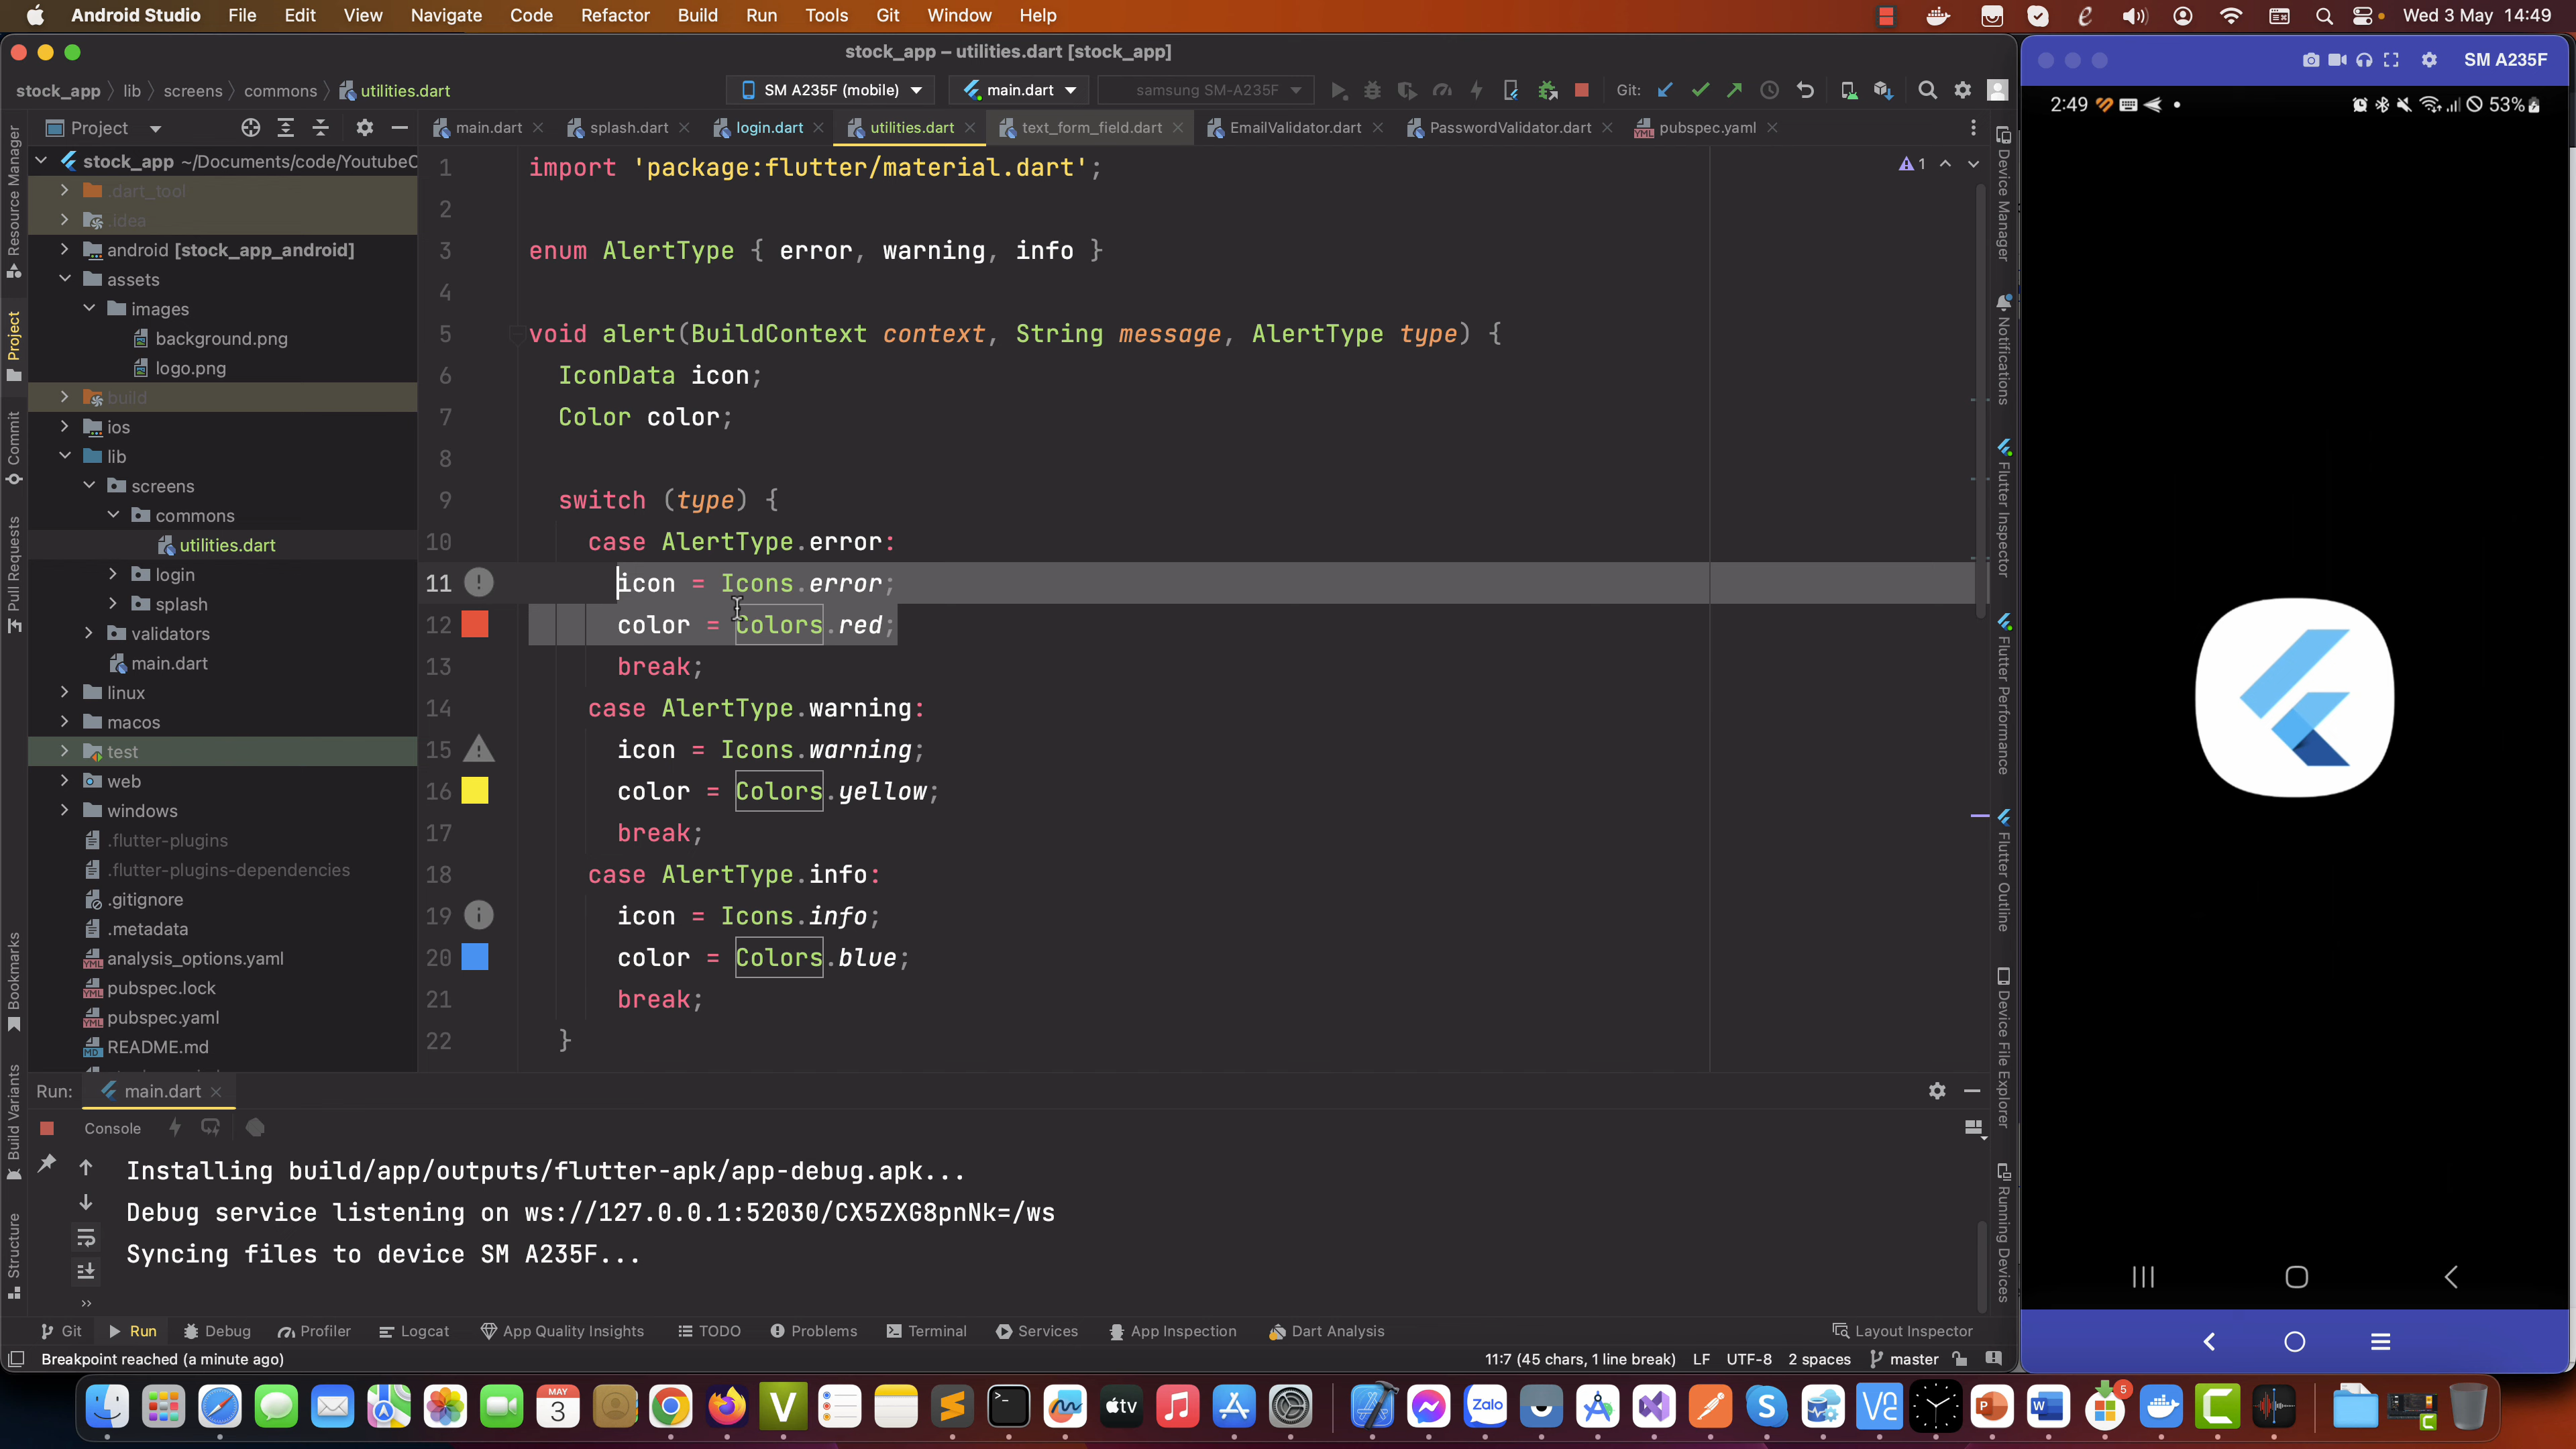 Android Studio File Edit View Navigate Code Refactor Build Run Tools Git Window Help Wed 3 May 14:49
stock_app – utilities.dart [stock_app]
SM A235F
stock_app lib screens commons utilities.dart
SM A235F (mobile) main.dart samsung SM-A235F Git:
2:49 53%
Project
main.dart splash.dart login.dart utilities.dart text_form_field.dart EmailValidator.dart PasswordValidator.dart pubspec.yaml
stock_app ~/Documents/code/YoutubeC
.dart_tool
.idea
android [stock_app_android]
assets
images
background.png
logo.png
build
ios
lib
screens
commons
utilities.dart
login
splash
validators
main.dart
linux
macos
test
web
windows
.flutter-plugins
.flutter-plugins-dependencies
.gitignore
.metadata
analysis_options.yaml
pubspec.lock
pubspec.yaml
README.md
Resource Manager
Project
Commit
Pull Requests
Bookmarks
Build Variants
Structure
1 import 'package:flutter/material.dart';
2
3 enum AlertType { error, warning, info }
4
5 void alert(BuildContext context, String message, AlertType type) {
6 IconData icon;
7 Color color;
8
9 switch (type) {
10 case AlertType.error:
11 icon = Icons.error;
12 color = Colors.red;
13 break;
14 case AlertType.warning:
15 icon = Icons.warning;
16 color = Colors.yellow;
17 break;
18 case AlertType.info:
19 icon = Icons.info;
20 color = Colors.blue;
21 break;
22 }
1
Device Manager
Notifications
Flutter Inspector
Flutter Performance
Flutter Outline
Device File Explorer
Running Devices
Run: main.dart
Console
Installing build/app/outputs/flutter-apk/app-debug.apk...
Debug service listening on ws://127.0.0.1:52030/CX5ZXG8pnNk=/ws
Syncing files to device SM A235F...
Git Run Debug Profiler Logcat App Quality Insights TODO Problems Terminal Services App Inspection Dart Analysis Layout Inspector
Breakpoint reached (a minute ago) 11:7 (45 chars, 1 line break) LF UTF-8 2 spaces master
MAY
3
tv
Zalo
5